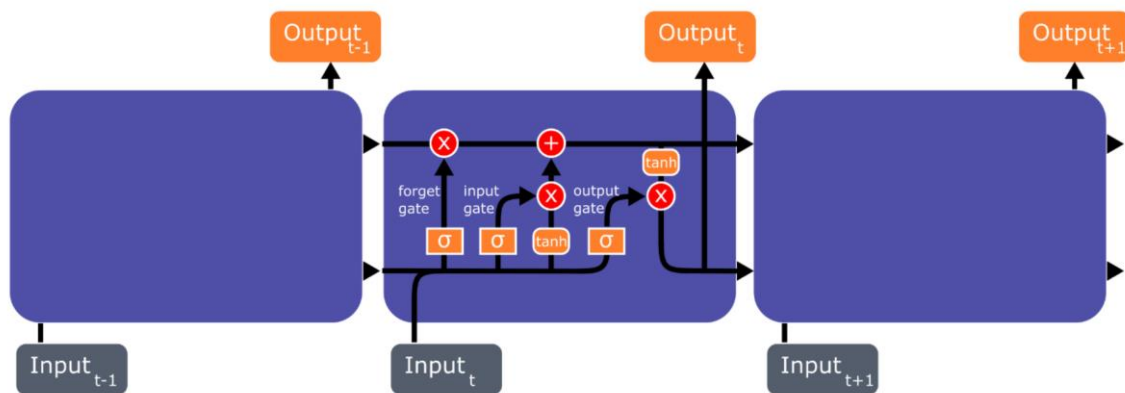 Output t-1
Output t
Output t+1
x
+
tanh
forget gate
input gate
x
output gate
x
σ
σ
tanh
σ
Input t-1
Input t
Input t+1